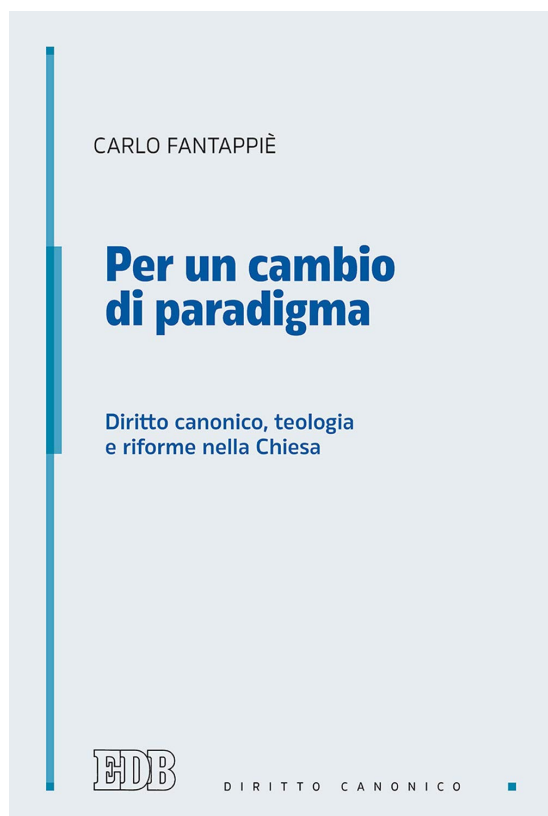 CARLO FANTAPPIÈ
Per un cambio
di paradigma
Diritto canonico, teologia
e riforme nella Chiesa
EDB
DIRITTO CANONICO